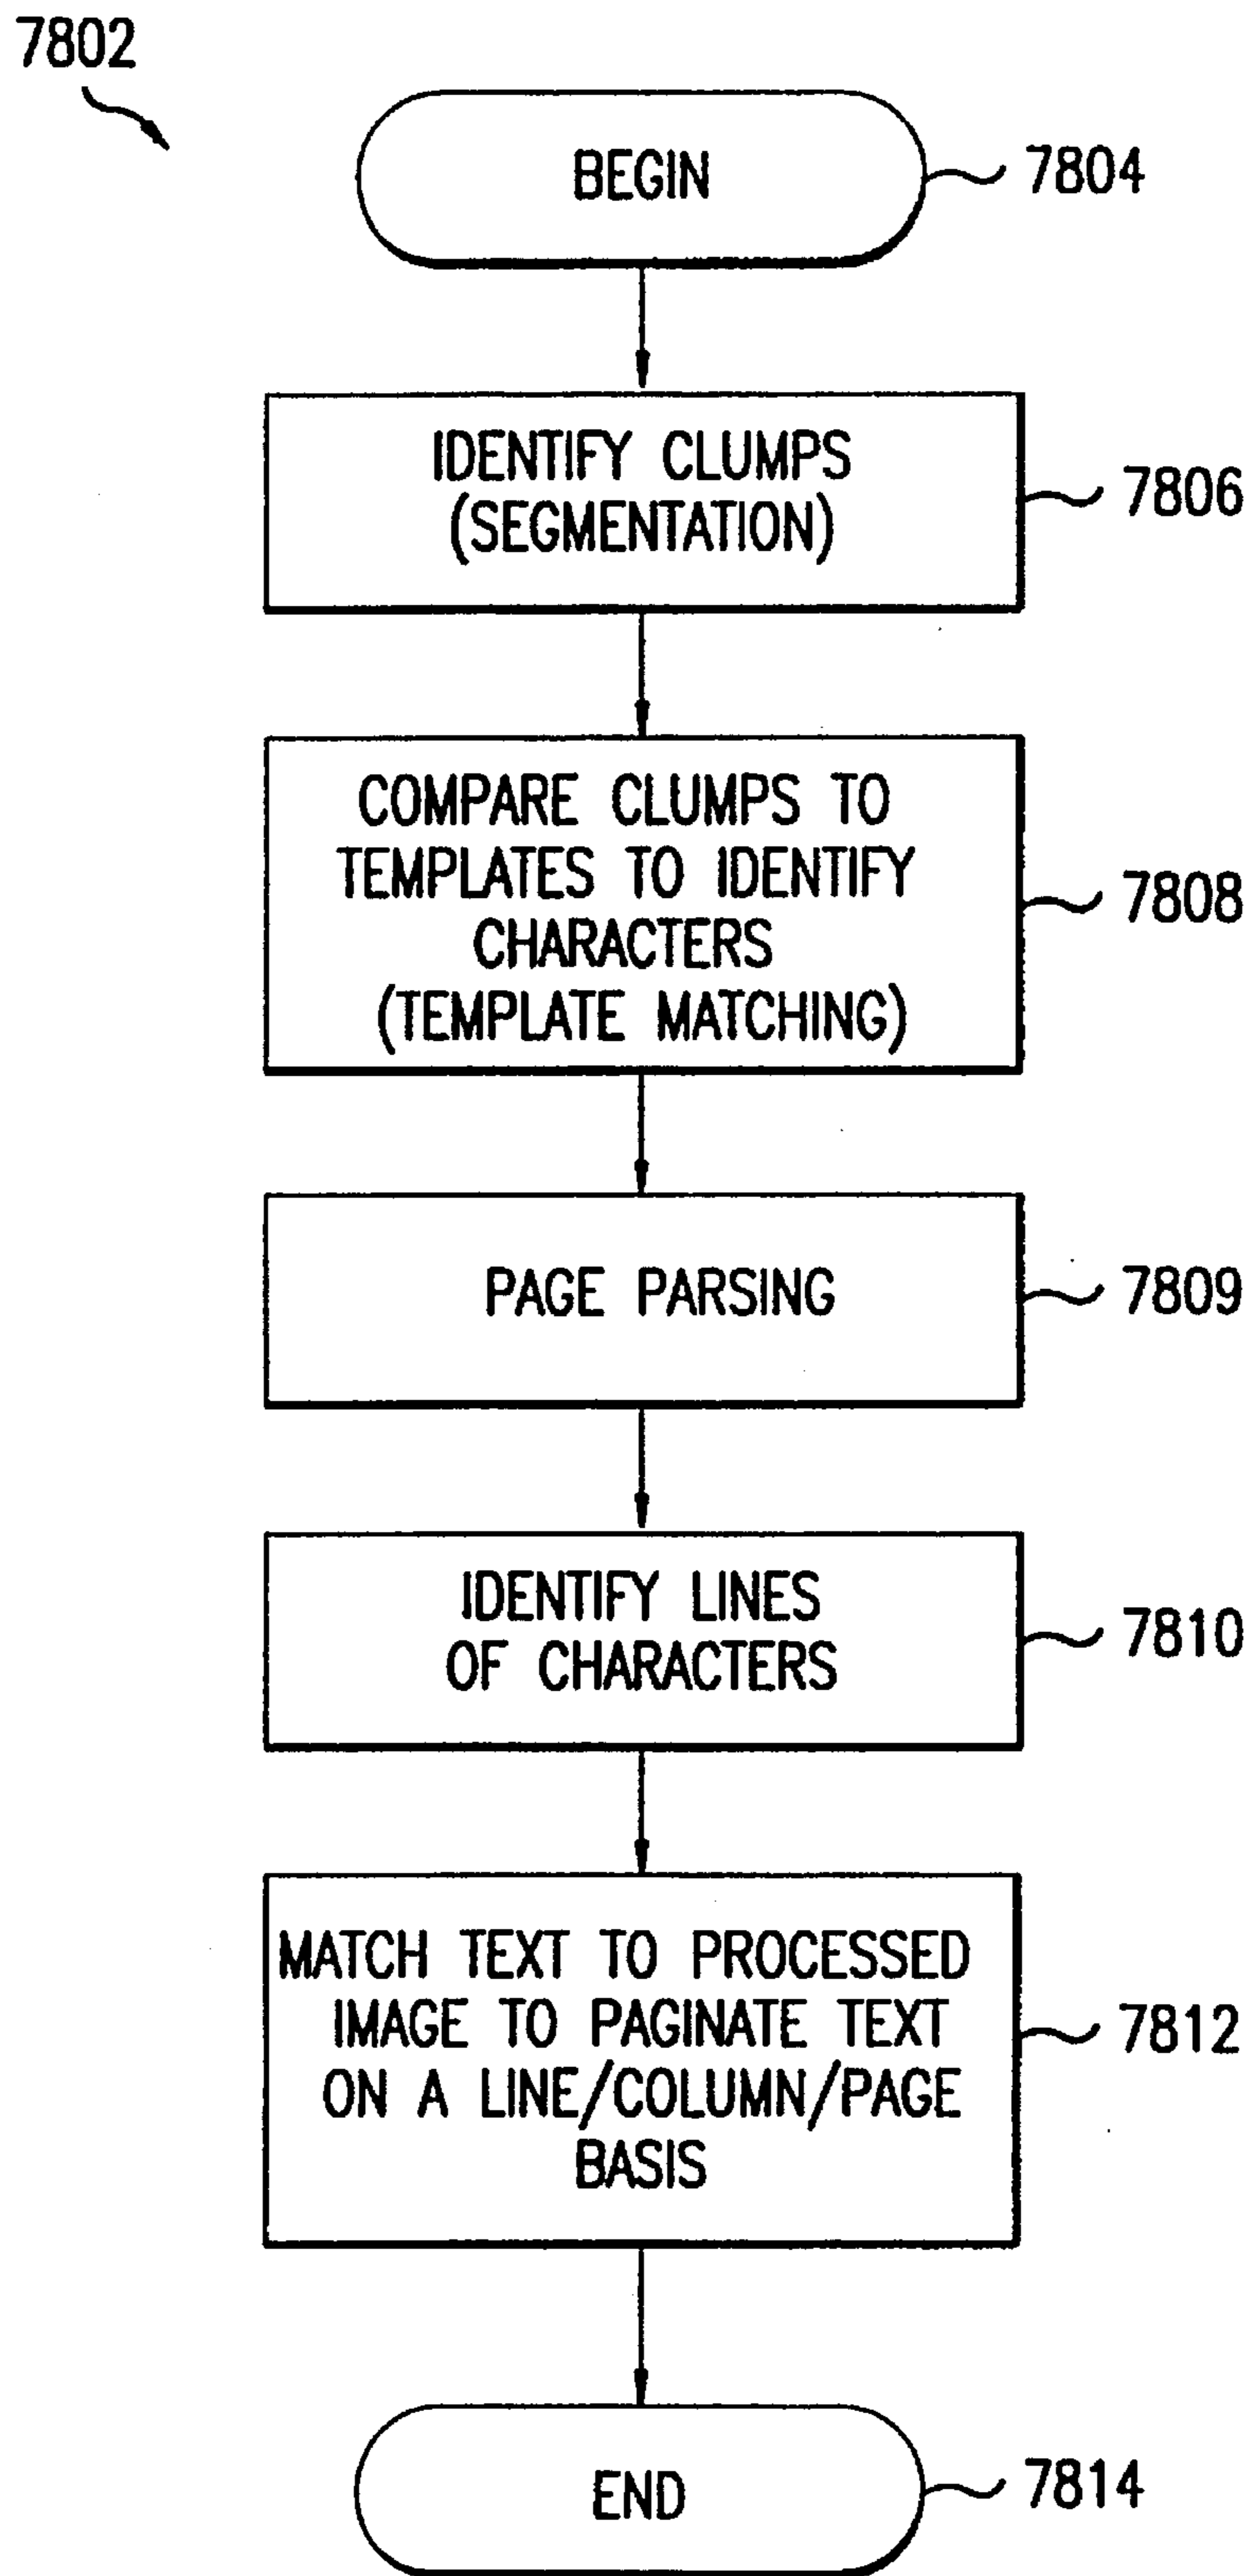 7802
BEGIN
7804
IDENTIFY CLUMPS
(SEGMENTATION)
7806
COMPARE CLUMPS TO
TEMPLATES TO IDENTIFY
CHARACTERS
(TEMPLATE MATCHING)
7808
PAGE PARSING
7809
IDENTIFY LINES
OF CHARACTERS
7810
MATCH TEXT TO PROCESSED
IMAGE TO PAGINATE TEXT
ON A LINE/COLUMN/PAGE
BASIS
7812
END
7814